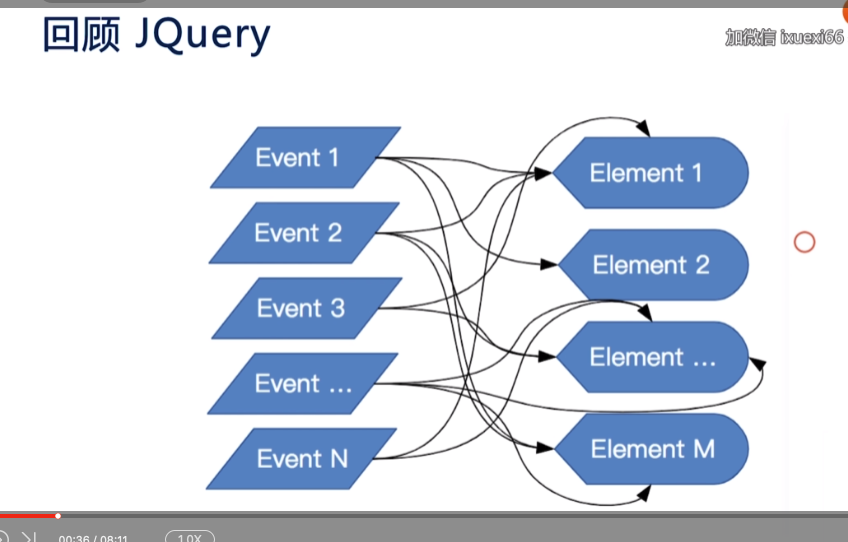 回顾 JQuery
加微信 ixuexi66
Event 1
Element 1
Event 2
Element 2
Event 3
Element ...
Event ...
Element M
Event N
00:36 / 08:11
1.0X